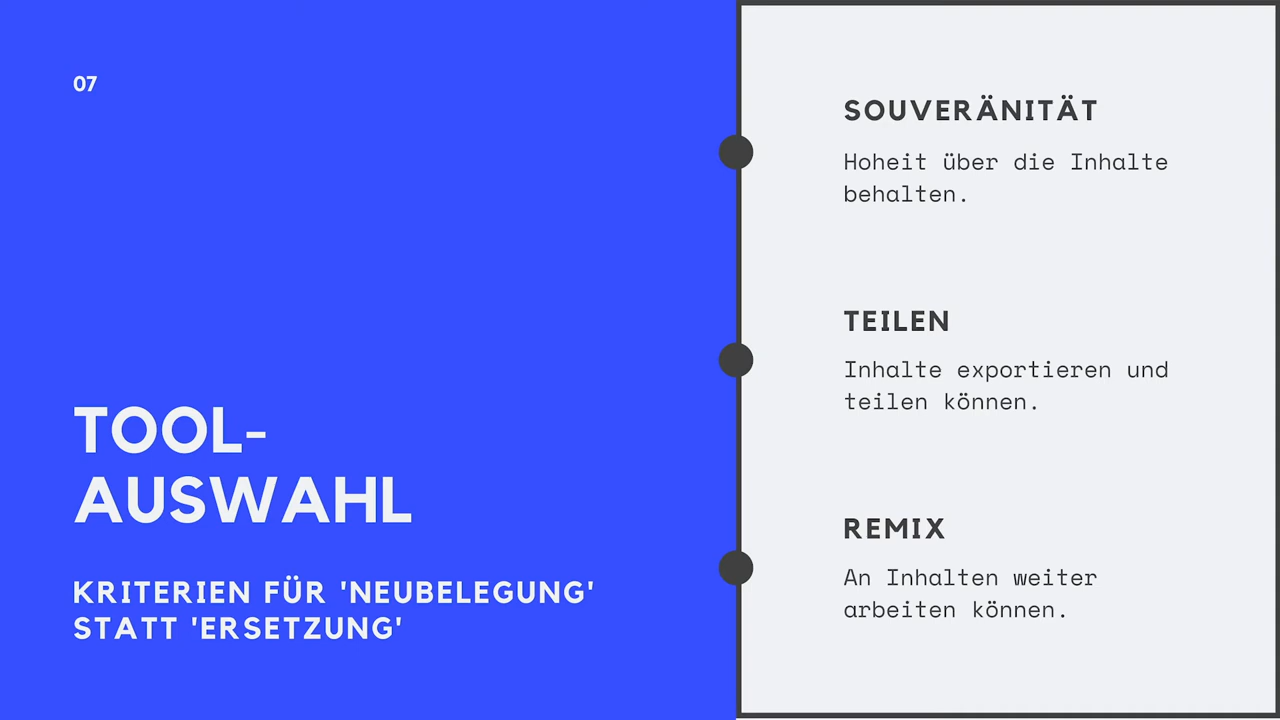 07
TOOL-
AUSWAHL
KRITERIEN FÜR 'NEUBELEGUNG'
STATT 'ERSETZUNG'
SOUVERÄNITÄT
Hoheit über die Inhalte
behalten.
TEILEN
Inhalte exportieren und
teilen können.
REMIX
An Inhalten weiter
arbeiten können.